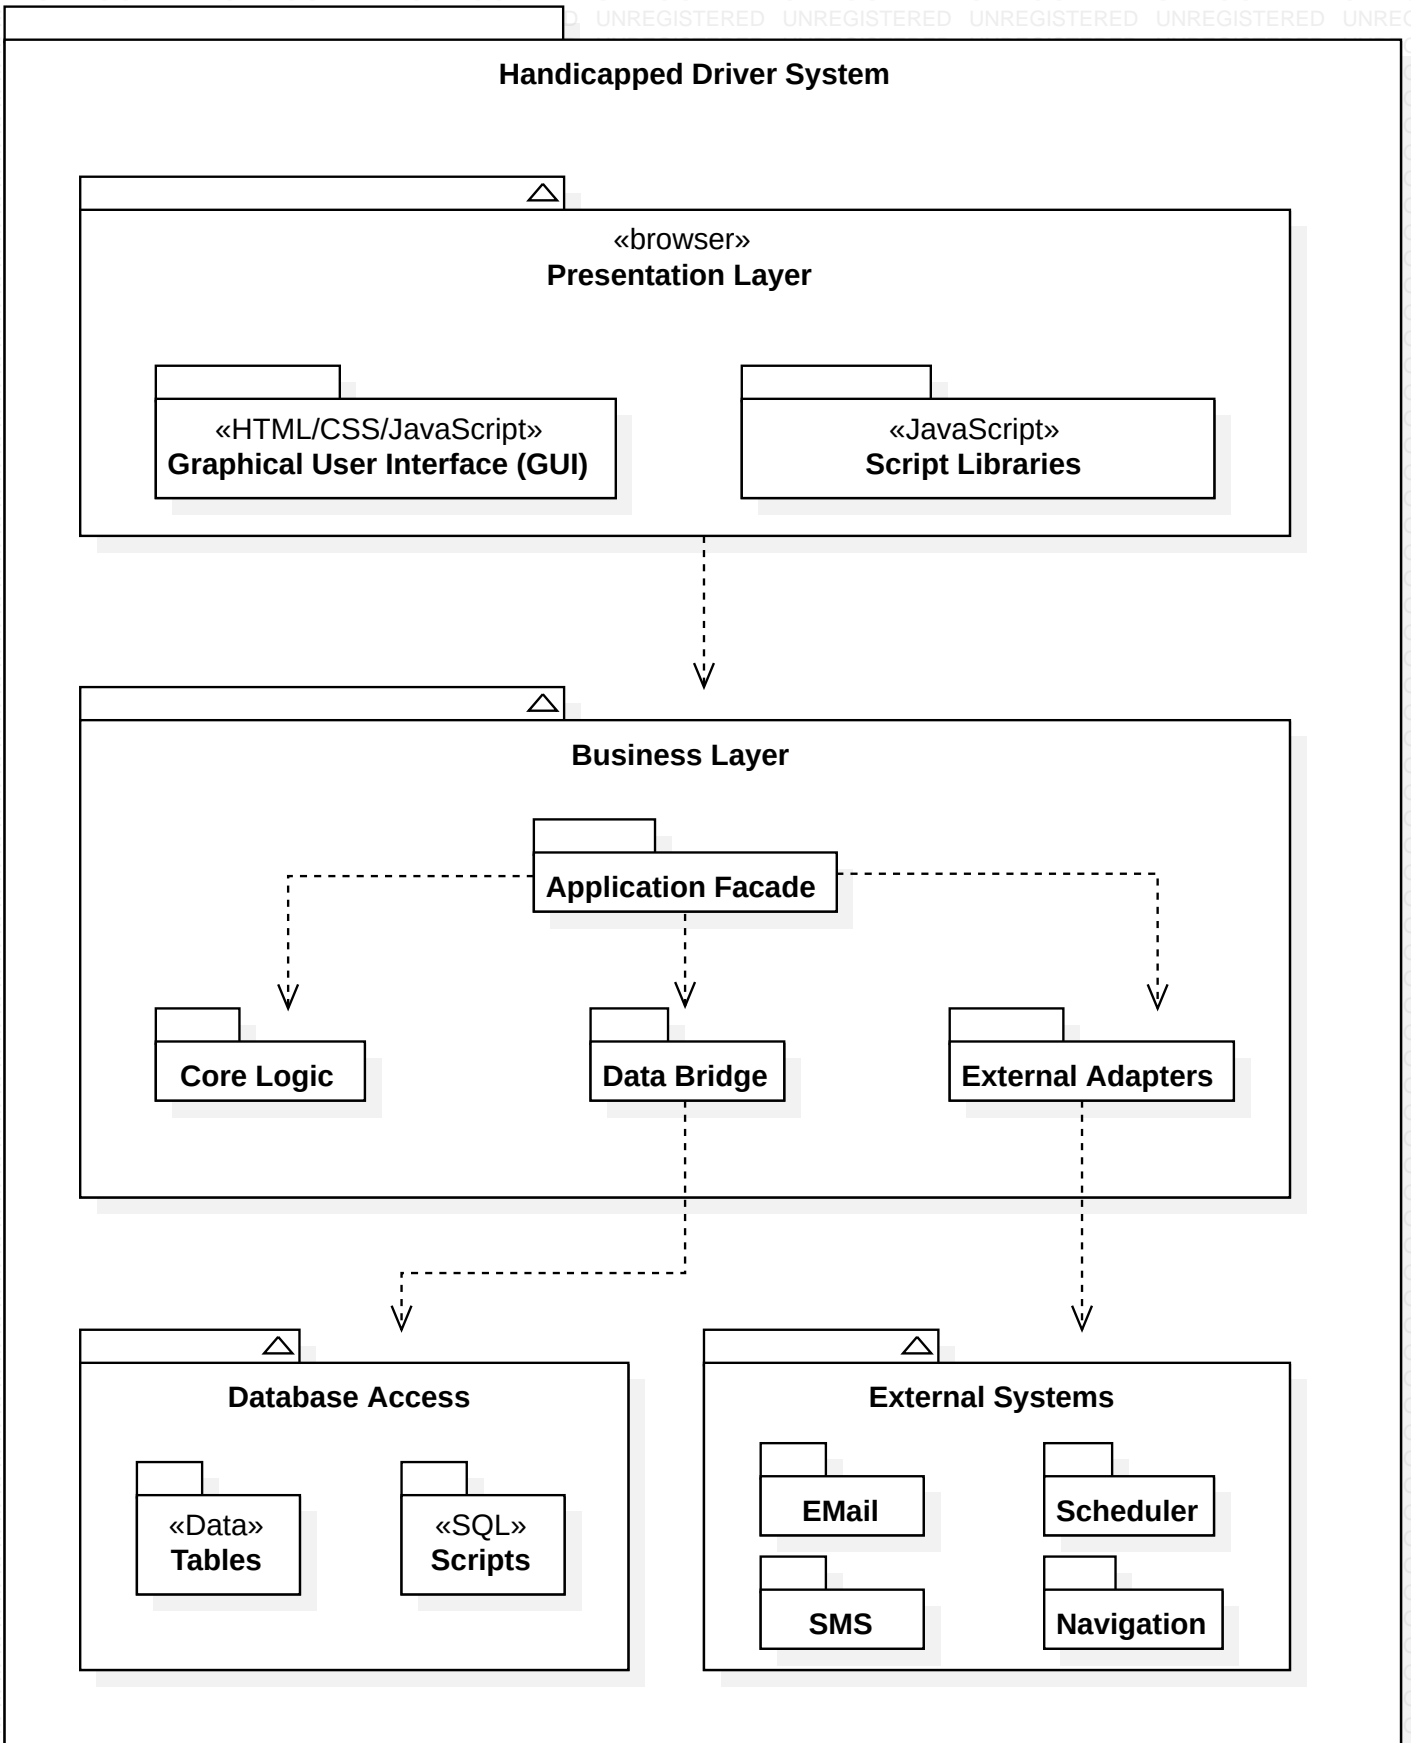 UNREGISTERED UNREGISTERED UNREGISTERED UNREGISTERED
Handicapped Driver System
«browser»
Presentation Layer
«HTML/CSS/JavaScript»
Graphical User Interface (GUI)
«JavaScript»
Script Libraries
Business Layer
Application Facade
Core Logic
Data Bridge
External Adapters
Database Access
External Systems
«Data»
Tables
«SQL»
Scripts
EMail
Scheduler
SMS
Navigation